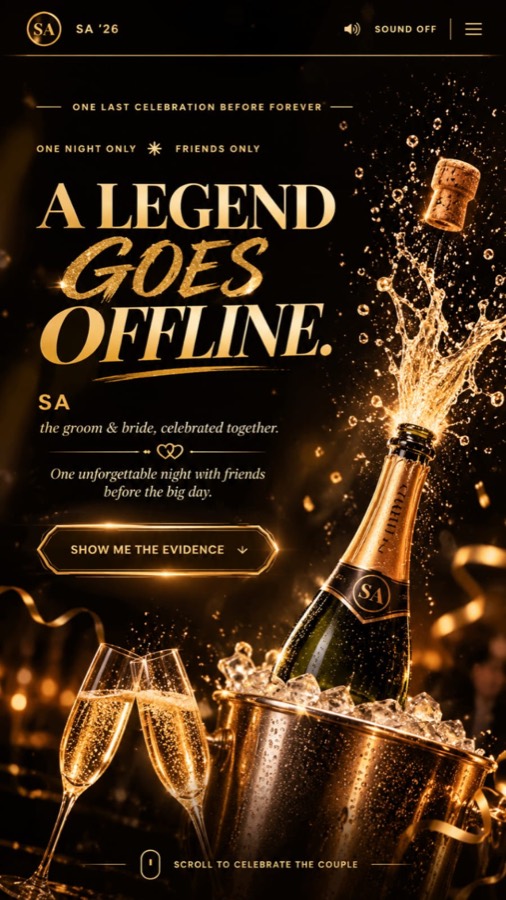 SA
SA '26
SOUND OFF
ONE LAST CELEBRATION BEFORE FOREVER
ONE NIGHT ONLY
FRIENDS ONLY
A LEGEND
GOES
OFFLINE.
SA
the groom & bride, celebrated together.
One unforgettable night with friends
before the big day.
SHOW ME THE EVIDENCE
SA
SCROLL TO CELEBRATE THE COUPLE